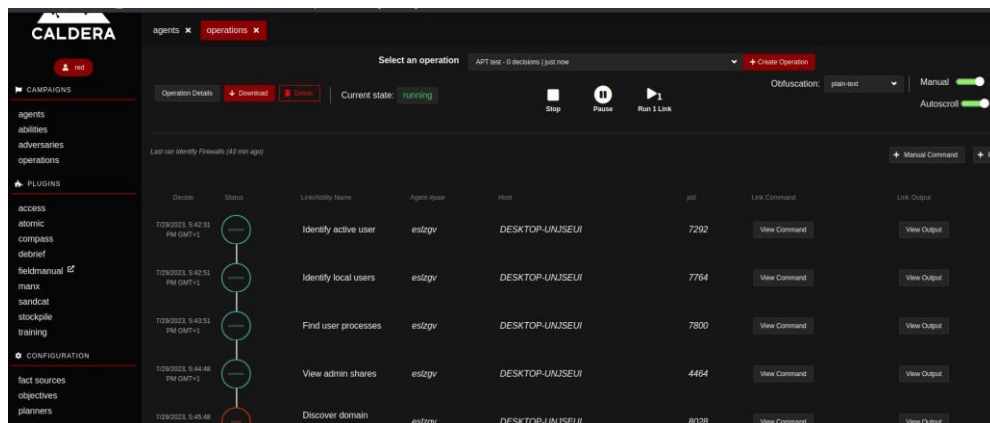 CALDERA
agents ×
operations ×
red
Select an operation
APT test - 0 decisions | just now
+ Create Operation
CAMPAIGNS
Operation Details
Download
Delete
Current state: running
Stop
Pause
1
Run 1 Link
Obfuscation: plain-text
Manual
Autoscroll
agents
abilities
adversaries
operations
Last ran Identify Firewalls (43 min ago)
+ Manual Command
+
PLUGINS
access
atomic
compass
debrief
fieldmanual
manx
sandcat
stockpile
training
CONFIGURATION
fact sources
objectives
planners
Decide Status Link/Ability Name Agent #paw Host pid Link Command Link Output
7/29/2023, 5:42:31 PM GMT+1 Identify active user eslzgv DESKTOP-UNJSEUI 7292 View Command View Output
7/29/2023, 5:42:51 PM GMT+1 Identify local users eslzgv DESKTOP-UNJSEUI 7764 View Command View Output
7/29/2023, 5:43:51 PM GMT+1 Find user processes eslzgv DESKTOP-UNJSEUI 7800 View Command View Output
7/29/2023, 5:44:48 PM GMT+1 View admin shares eslzgv DESKTOP-UNJSEUI 4464 View Command View Output
7/29/2023, 5:45:48 Discover domain eslzgv DESKTOP-UNJSEUI 8028 View Command View Output